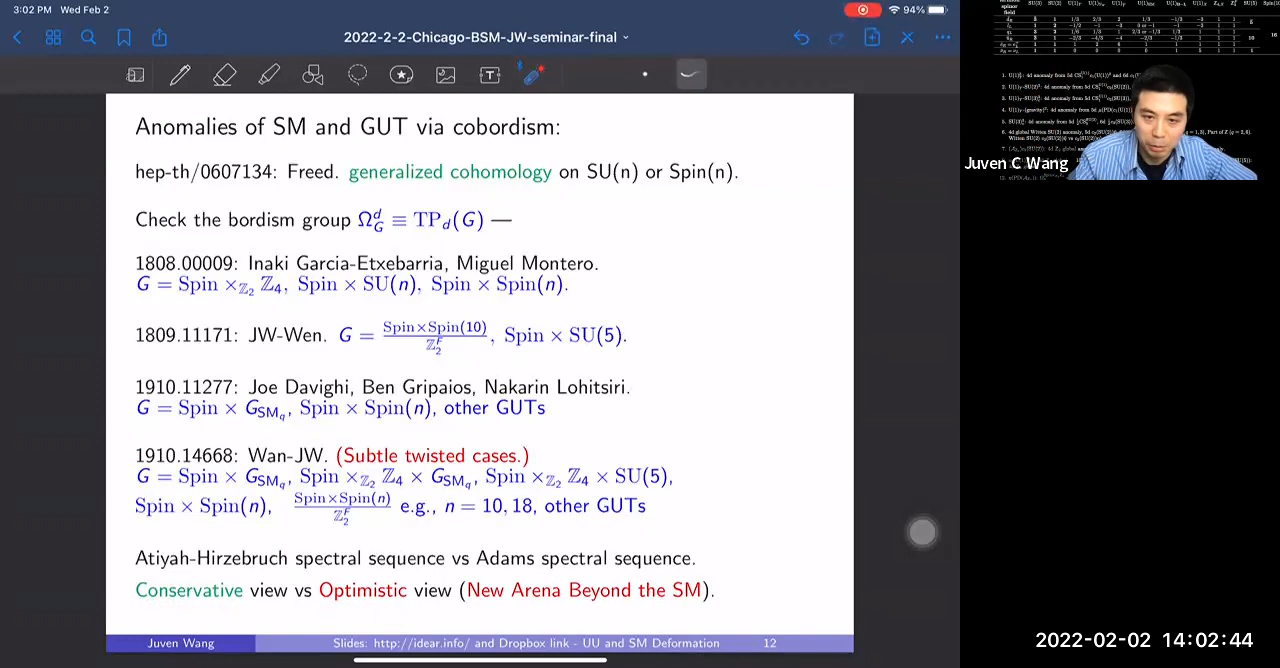 3:02 PM Wed Feb 2
94%
2022-2-2-Chicago-BSM-JW-seminar-final
Anomalies of SM and GUT via cobordism:
hep-th/0607134: Freed. generalized cohomology on SU(n) or Spin(n).
Check the bordism group Ω^d_G ≡ TP_d(G) —
1808.00009: Inaki Garcia-Etxebarria, Miguel Montero.
G = Spin ×_{ℤ₂} ℤ₄, Spin × SU(n), Spin × Spin(n).
1809.11171: JW-Wen. G = \frac{Spin×Spin(10)}{ℤ₂^F}, Spin × SU(5).
1910.11277: Joe Davighi, Ben Gripaios, Nakarin Lohitsiri.
G = Spin × G_{SM_q}, Spin × Spin(n), other GUTs
1910.14668: Wan-JW. (Subtle twisted cases.)
G = Spin × G_{SM_q}, Spin ×_{ℤ₂} ℤ₄ × G_{SM_q}, Spin ×_{ℤ₂} ℤ₄ × SU(5),
Spin × Spin(n), \frac{Spin×Spin(n)}{ℤ₂^F} e.g., n = 10, 18, other GUTs
Atiyah-Hirzebruch spectral sequence vs Adams spectral sequence.
Conservative view vs Optimistic view (New Arena Beyond the SM).
Juven Wang
Slides: http://idear.info/ and Dropbox link - UU and SM Deformation
12
Juven C Wang
2022-02-02 14:02:44